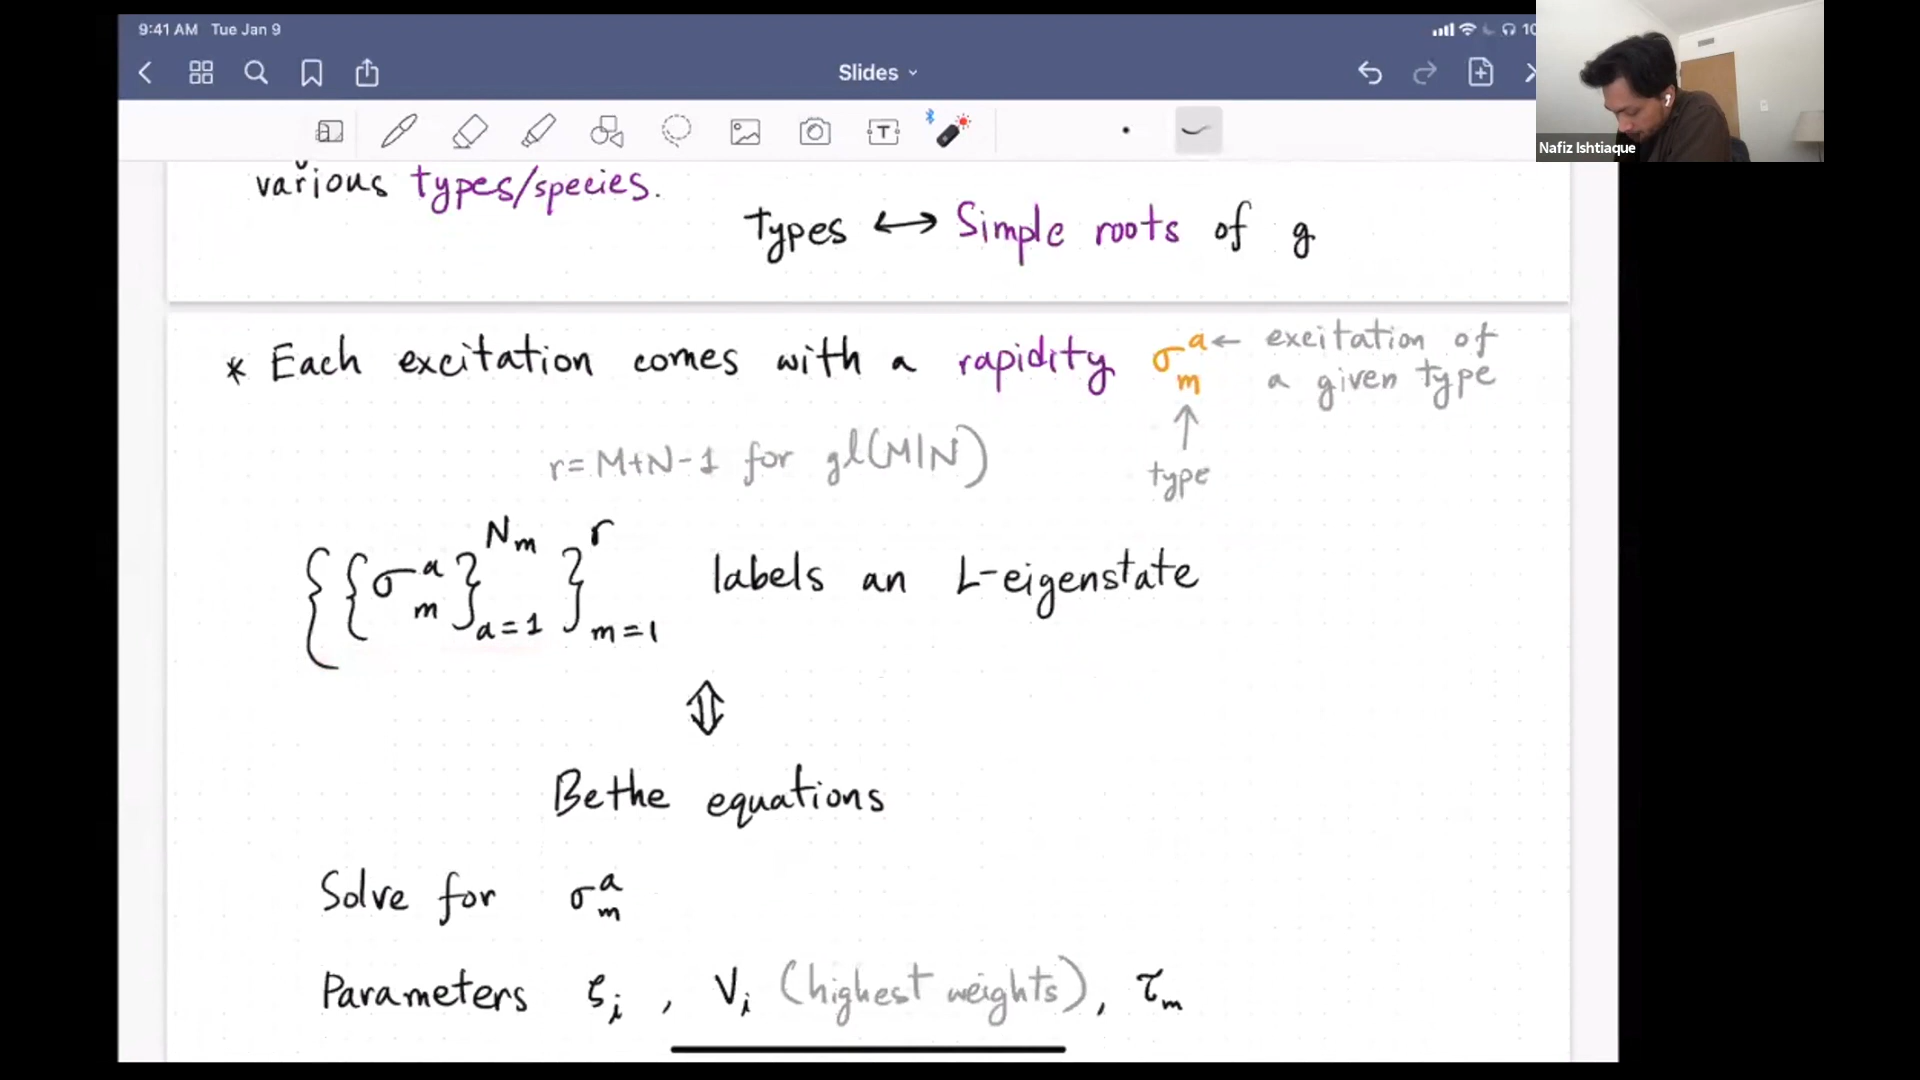 9:41 AM Tue Jan 9
Slides
Nafiz Ishtiaque
various types/species.
Types ↔ Simple roots of g
* Each excitation comes with a rapidity σ^a_m ← excitation of
a given type
↑
type
r = M+N-1 for gl(M|N)
{{σ^a_m}^{N_m}_{a=1}}^r_{m=1} labels an L-eigenstate
⇕
Bethe equations
Solve for σ^a_m
Parameters ζ_i , V_i (highest weights), τ_m